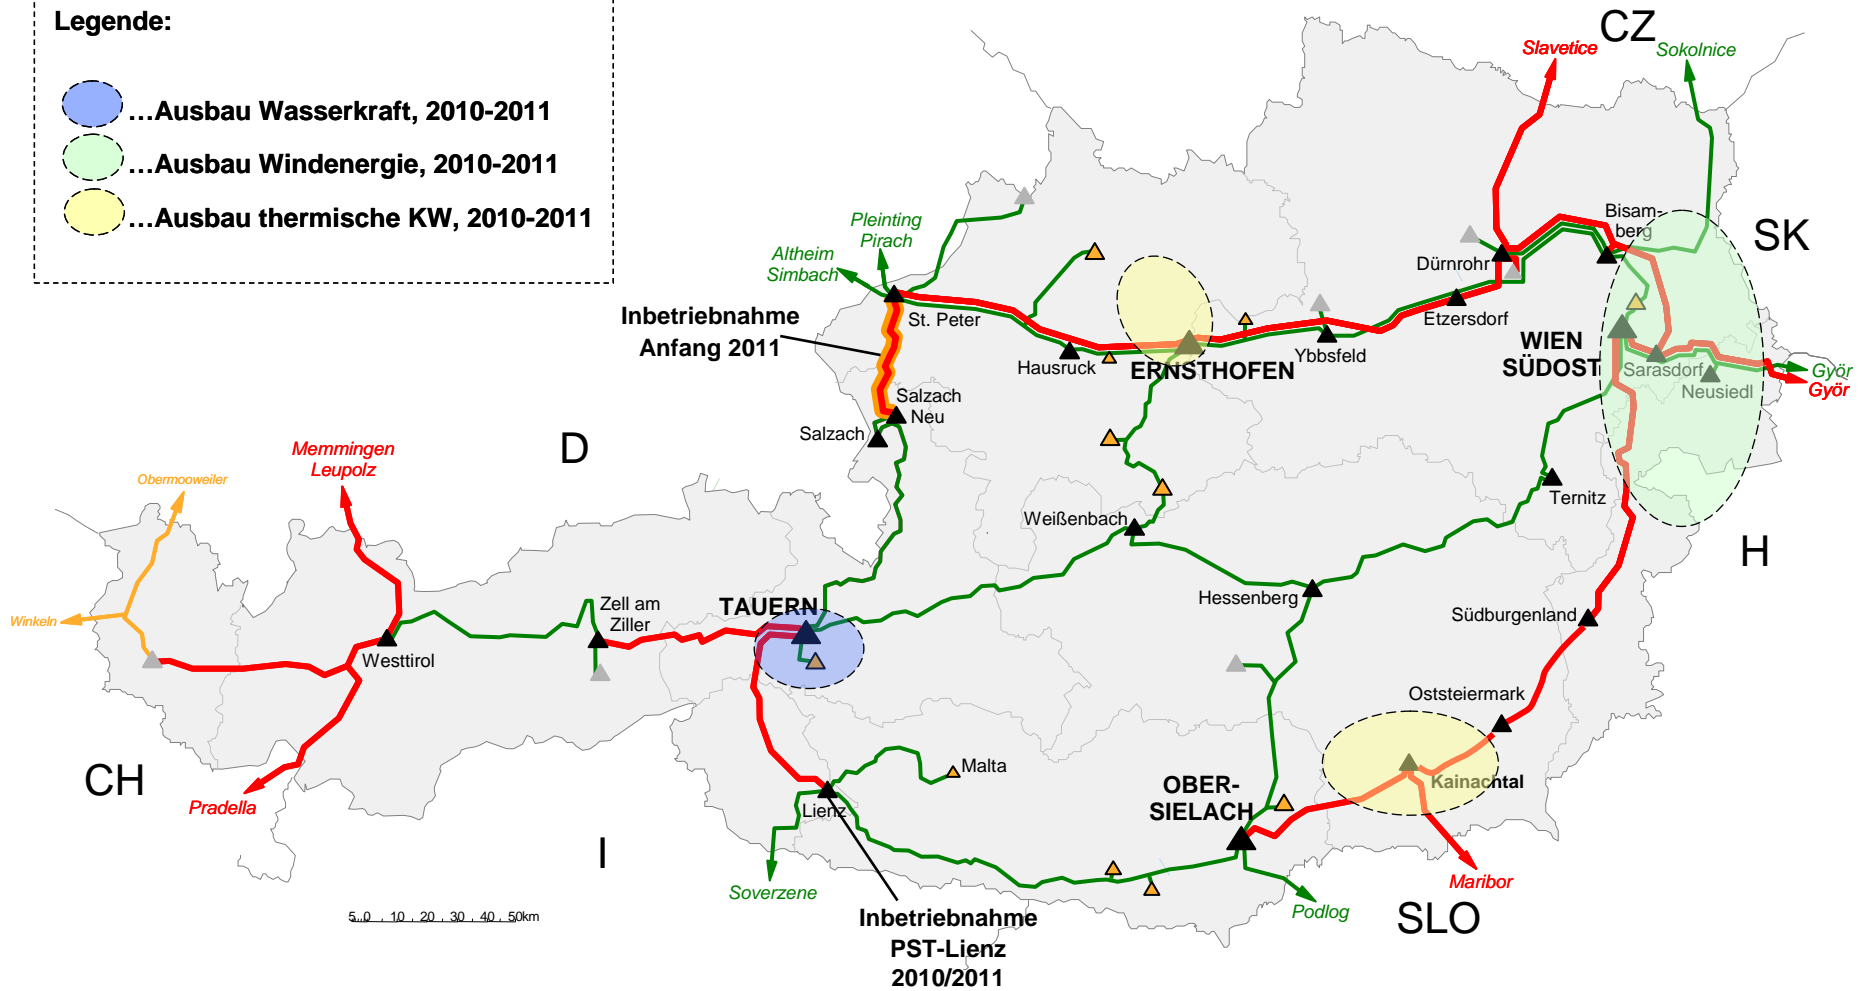 Legende:
...Ausbau Wasserkraft, 2010-2011
...Ausbau Windenergie, 2010-2011
...Ausbau thermische KW, 2010-2011
CZ
Slavetice
Sokolnice
Pleinting
Pirach
Altheim
Simbach
Bisam-
berg
SK
Dürnrohr
Inbetriebnahme
Anfang 2011
St. Peter
Etzersdorf
Hausruck
ERNSTHOFEN
Ybbsfeld
WIEN
SÜDOST
Sarasdorf
Neusiedl
Györ
Györ
Salzach
Neu
Salzach
D
Memmingen
Leupolz
Obermooweiler
Ternitz
Weißenbach
H
Winkeln
Zell am
Ziller
TAUERN
Hessenberg
Südburgenland
Westtirol
Oststeiermark
CH
Pradella
Malta
Lienz
OBER-
SIELACH
Kainachtal
I
Soverzene
Maribor
Podlog
SLO
5 0 10 20 30 40 50km
Inbetriebnahme
PST-Lienz
2010/2011